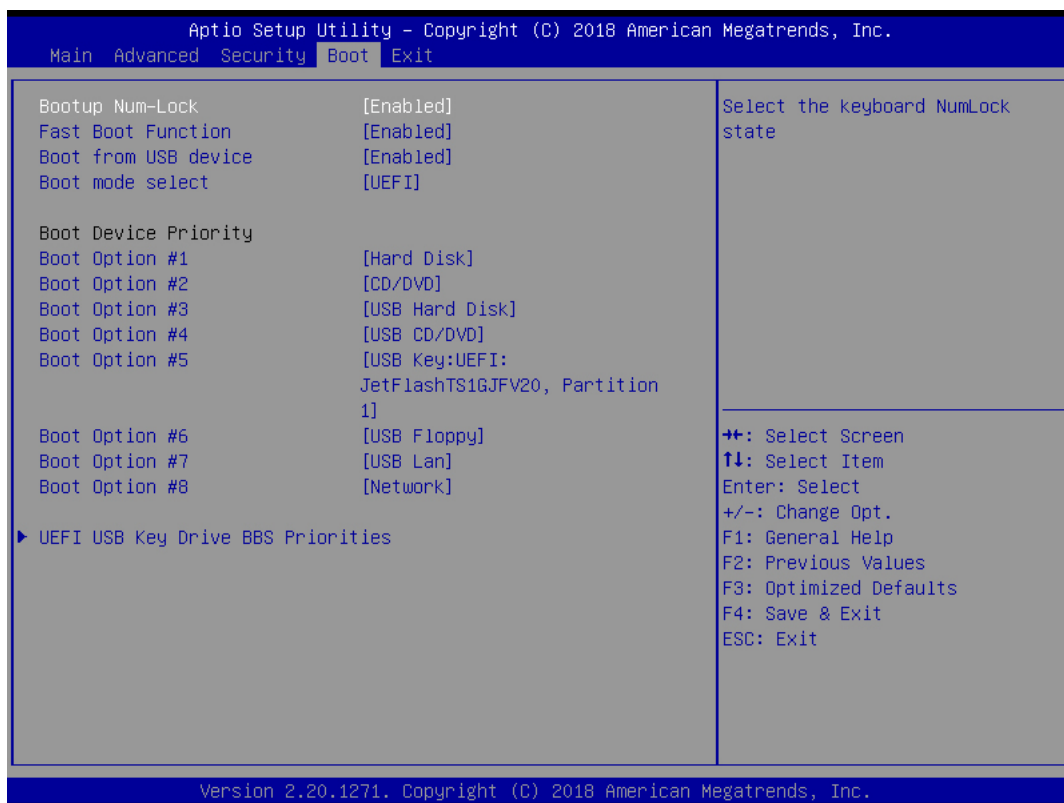 Aptio Setup Utility – Copyright (C) 2018 American Megatrends, Inc.
Main Advanced Security Boot Exit
Bootup Num-Lock [Enabled]
Fast Boot Function [Enabled]
Boot from USB device [Enabled]
Boot mode select [UEFI]
Boot Device Priority
Boot Option #1 [Hard Disk]
Boot Option #2 [CD/DVD]
Boot Option #3 [USB Hard Disk]
Boot Option #4 [USB CD/DVD]
Boot Option #5 [USB Key:UEFI:
JetFlashTS1GJFV20, Partition
1]
Boot Option #6 [USB Floppy]
Boot Option #7 [USB Lan]
Boot Option #8 [Network]
UEFI USB Key Drive BBS Priorities
Select the keyboard NumLock
state
→←: Select Screen
↑↓: Select Item
Enter: Select
+/-: Change Opt.
F1: General Help
F2: Previous Values
F3: Optimized Defaults
F4: Save & Exit
ESC: Exit
Version 2.20.1271. Copyright (C) 2018 American Megatrends, Inc.